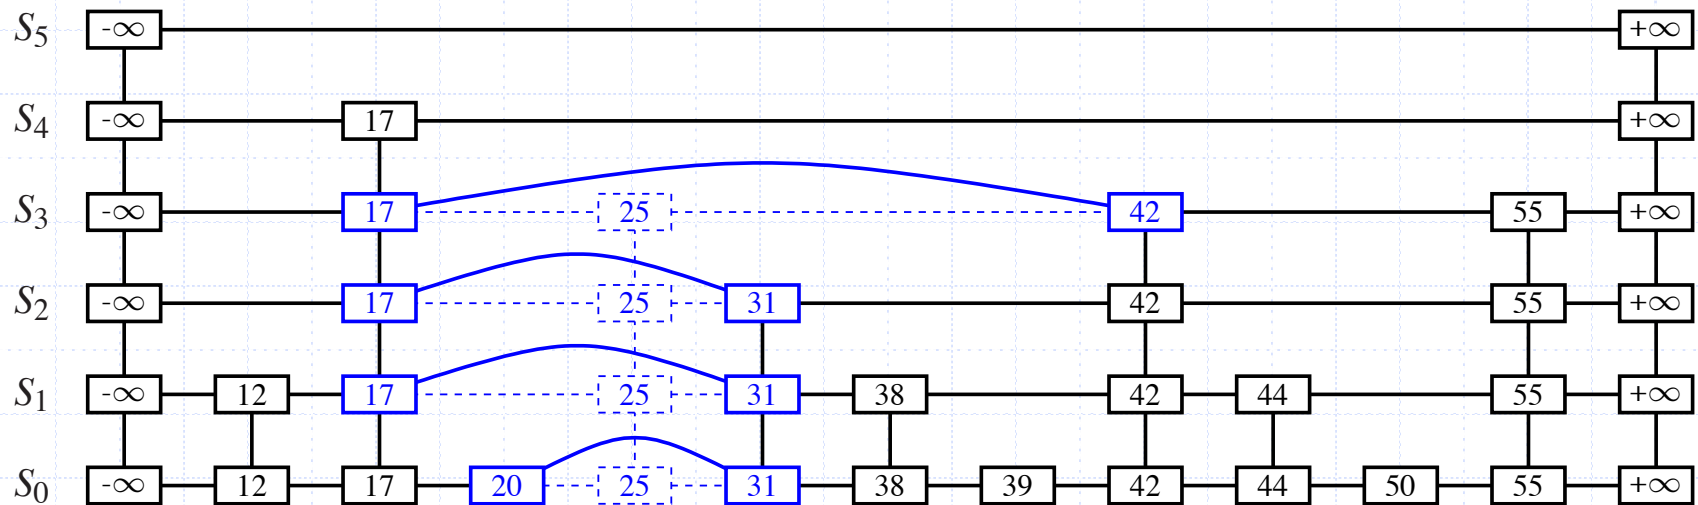 S5 -∞ +∞
S4 -∞ 17 +∞
S3 -∞ 17 25 42 55 +∞
S2 -∞ 17 25 31 42 55 +∞
S1 -∞ 12 17 25 31 38 42 44 55 +∞
S0 -∞ 12 17 20 25 31 38 39 42 44 50 55 +∞